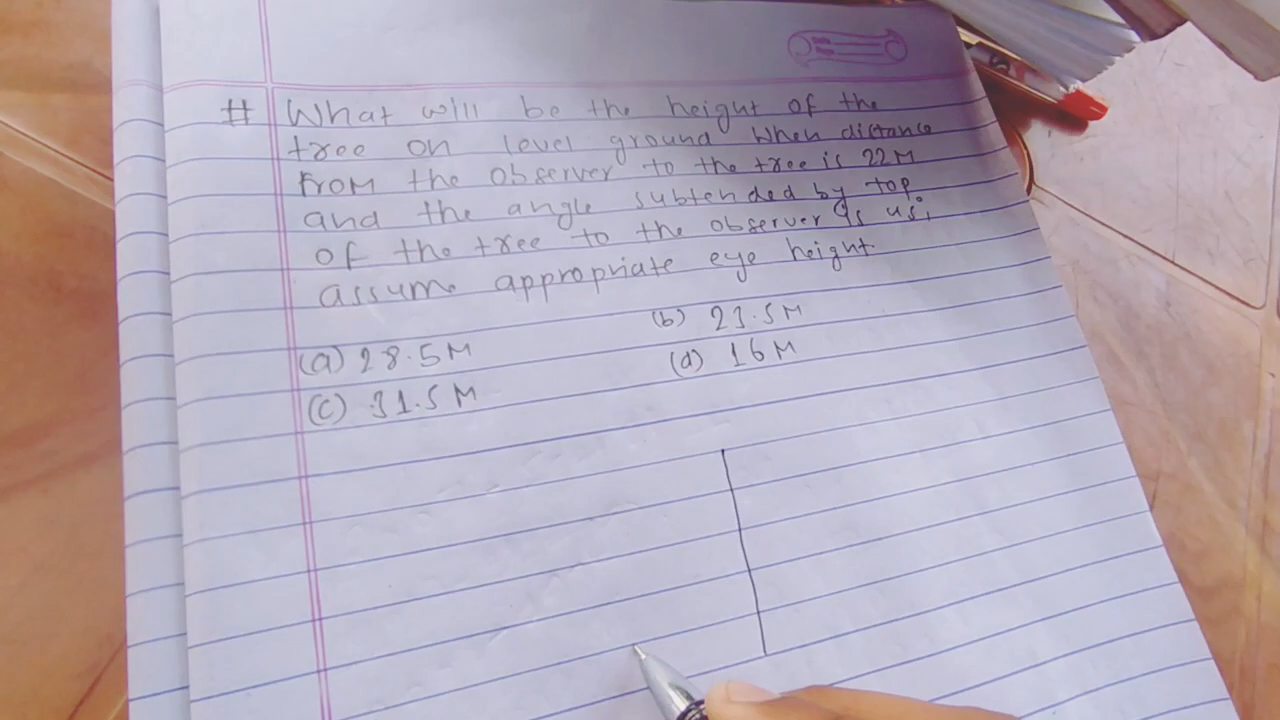 # What will be the height of the
tree on level ground when distance
from the observer to the tree is 22M
and the angle subtended by top
of the tree to the observer is 45°
assume appropriate eye height
(a) 28.5M (b) 23.5M
(c) 31.5M (d) 16M